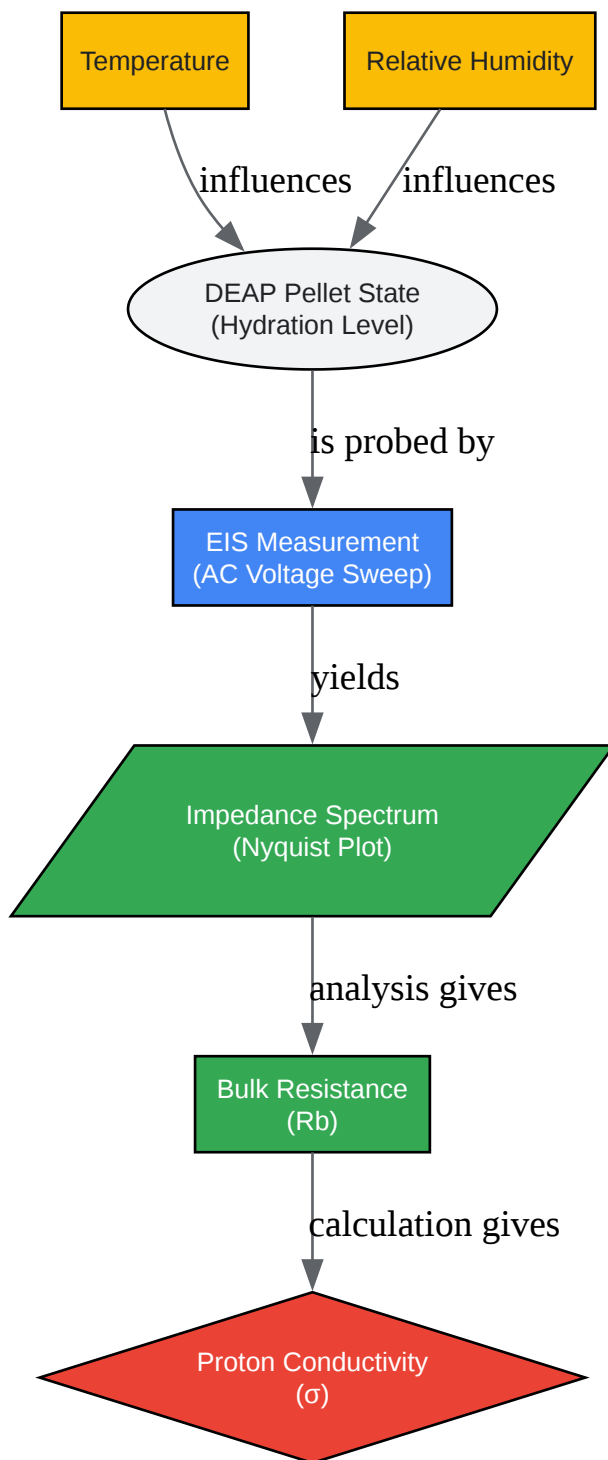 Temperature
Relative Humidity
influences
influences
DEAP Pellet State
(Hydration Level)
is probed by
EIS Measurement
(AC Voltage Sweep)
yields
Impedance Spectrum
(Nyquist Plot)
analysis gives
Bulk Resistance
(Rb)
calculation gives
Proton Conductivity
(σ)